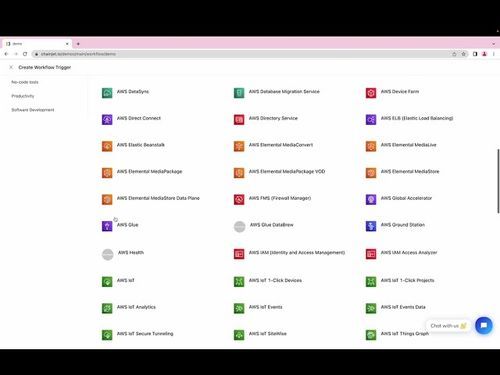 demo
chainjet.io/demos/main/workflow/demo
Create Workflow Trigger
No-code tools
Productivity
Software Development
AWS DataSync
AWS Database Migration Service
AWS Device Farm
AWS Direct Connect
AWS Directory Service
AWS ELB (Elastic Load Balancing)
AWS Elastic Beanstalk
AWS Elemental MediaConvert
AWS Elemental MediaLive
AWS Elemental MediaPackage
AWS Elemental MediaPackage VOD
AWS Elemental MediaStore
AWS Elemental MediaStore Data Plane
AWS FMS (Firewall Manager)
AWS Global Accelerator
AWS Glue
AWS Glue DataBrew
AWS Ground Station
AWS Health
AWS IAM (Identity and Access Management)
AWS IAM Access Analyzer
AWS IoT
AWS IoT 1-Click Devices
AWS IoT 1-Click Projects
AWS IoT Analytics
AWS IoT Events
AWS IoT Events Data
AWS IoT Secure Tunneling
AWS IoT SiteWise
AWS IoT Things Graph
Chat with us 👋